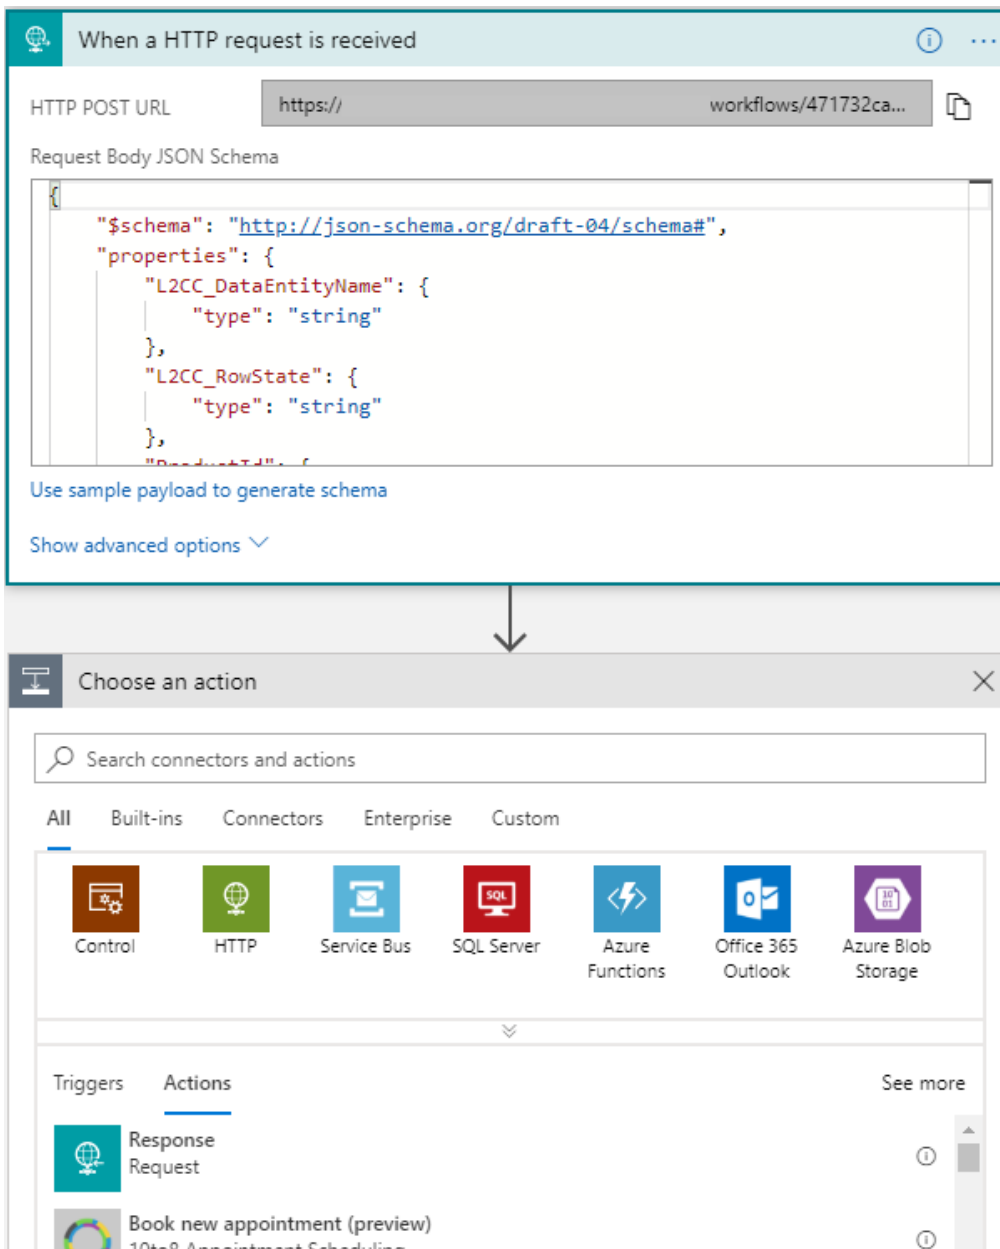 When a HTTP request is received
HTTP POST URL
https:// workflows/471732ca...
Request Body JSON Schema
{
"$schema": "http://json-schema.org/draft-04/schema#",
"properties": {
"L2CC_DataEntityName": {
"type": "string"
},
"L2CC_RowState": {
"type": "string"
},
"ProductId": {
Use sample payload to generate schema
Show advanced options
Choose an action
Search connectors and actions
All Built-ins Connectors Enterprise Custom
Control HTTP Service Bus SQL Server Azure Functions Office 365 Outlook Azure Blob Storage
Triggers Actions See more
Response
Request
Book new appointment (preview)
10to8 Appointment Scheduling